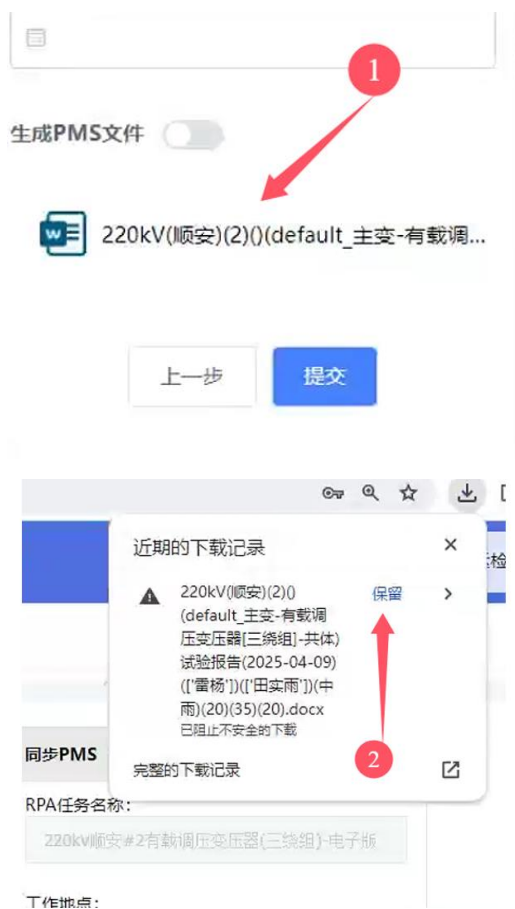 1
生成PMS文件
220kV(顺安)(2)()(default_主变-有载调...
上一步
提交
近期的下载记录
220kV(顺安)(2)()
保留
(default_主变-有载调
压变压器[三绕组]-共体)
试验报告(2025-04-09)
(['雷杨'])(['田实雨'])(中
雨)(20)(35)(20).docx
已阻止不安全的下载
2
同步PMS
完整的下载记录
RPA任务名称:
220kV顺安#2有载调压变压器(三绕组)-电子版
工作地点: